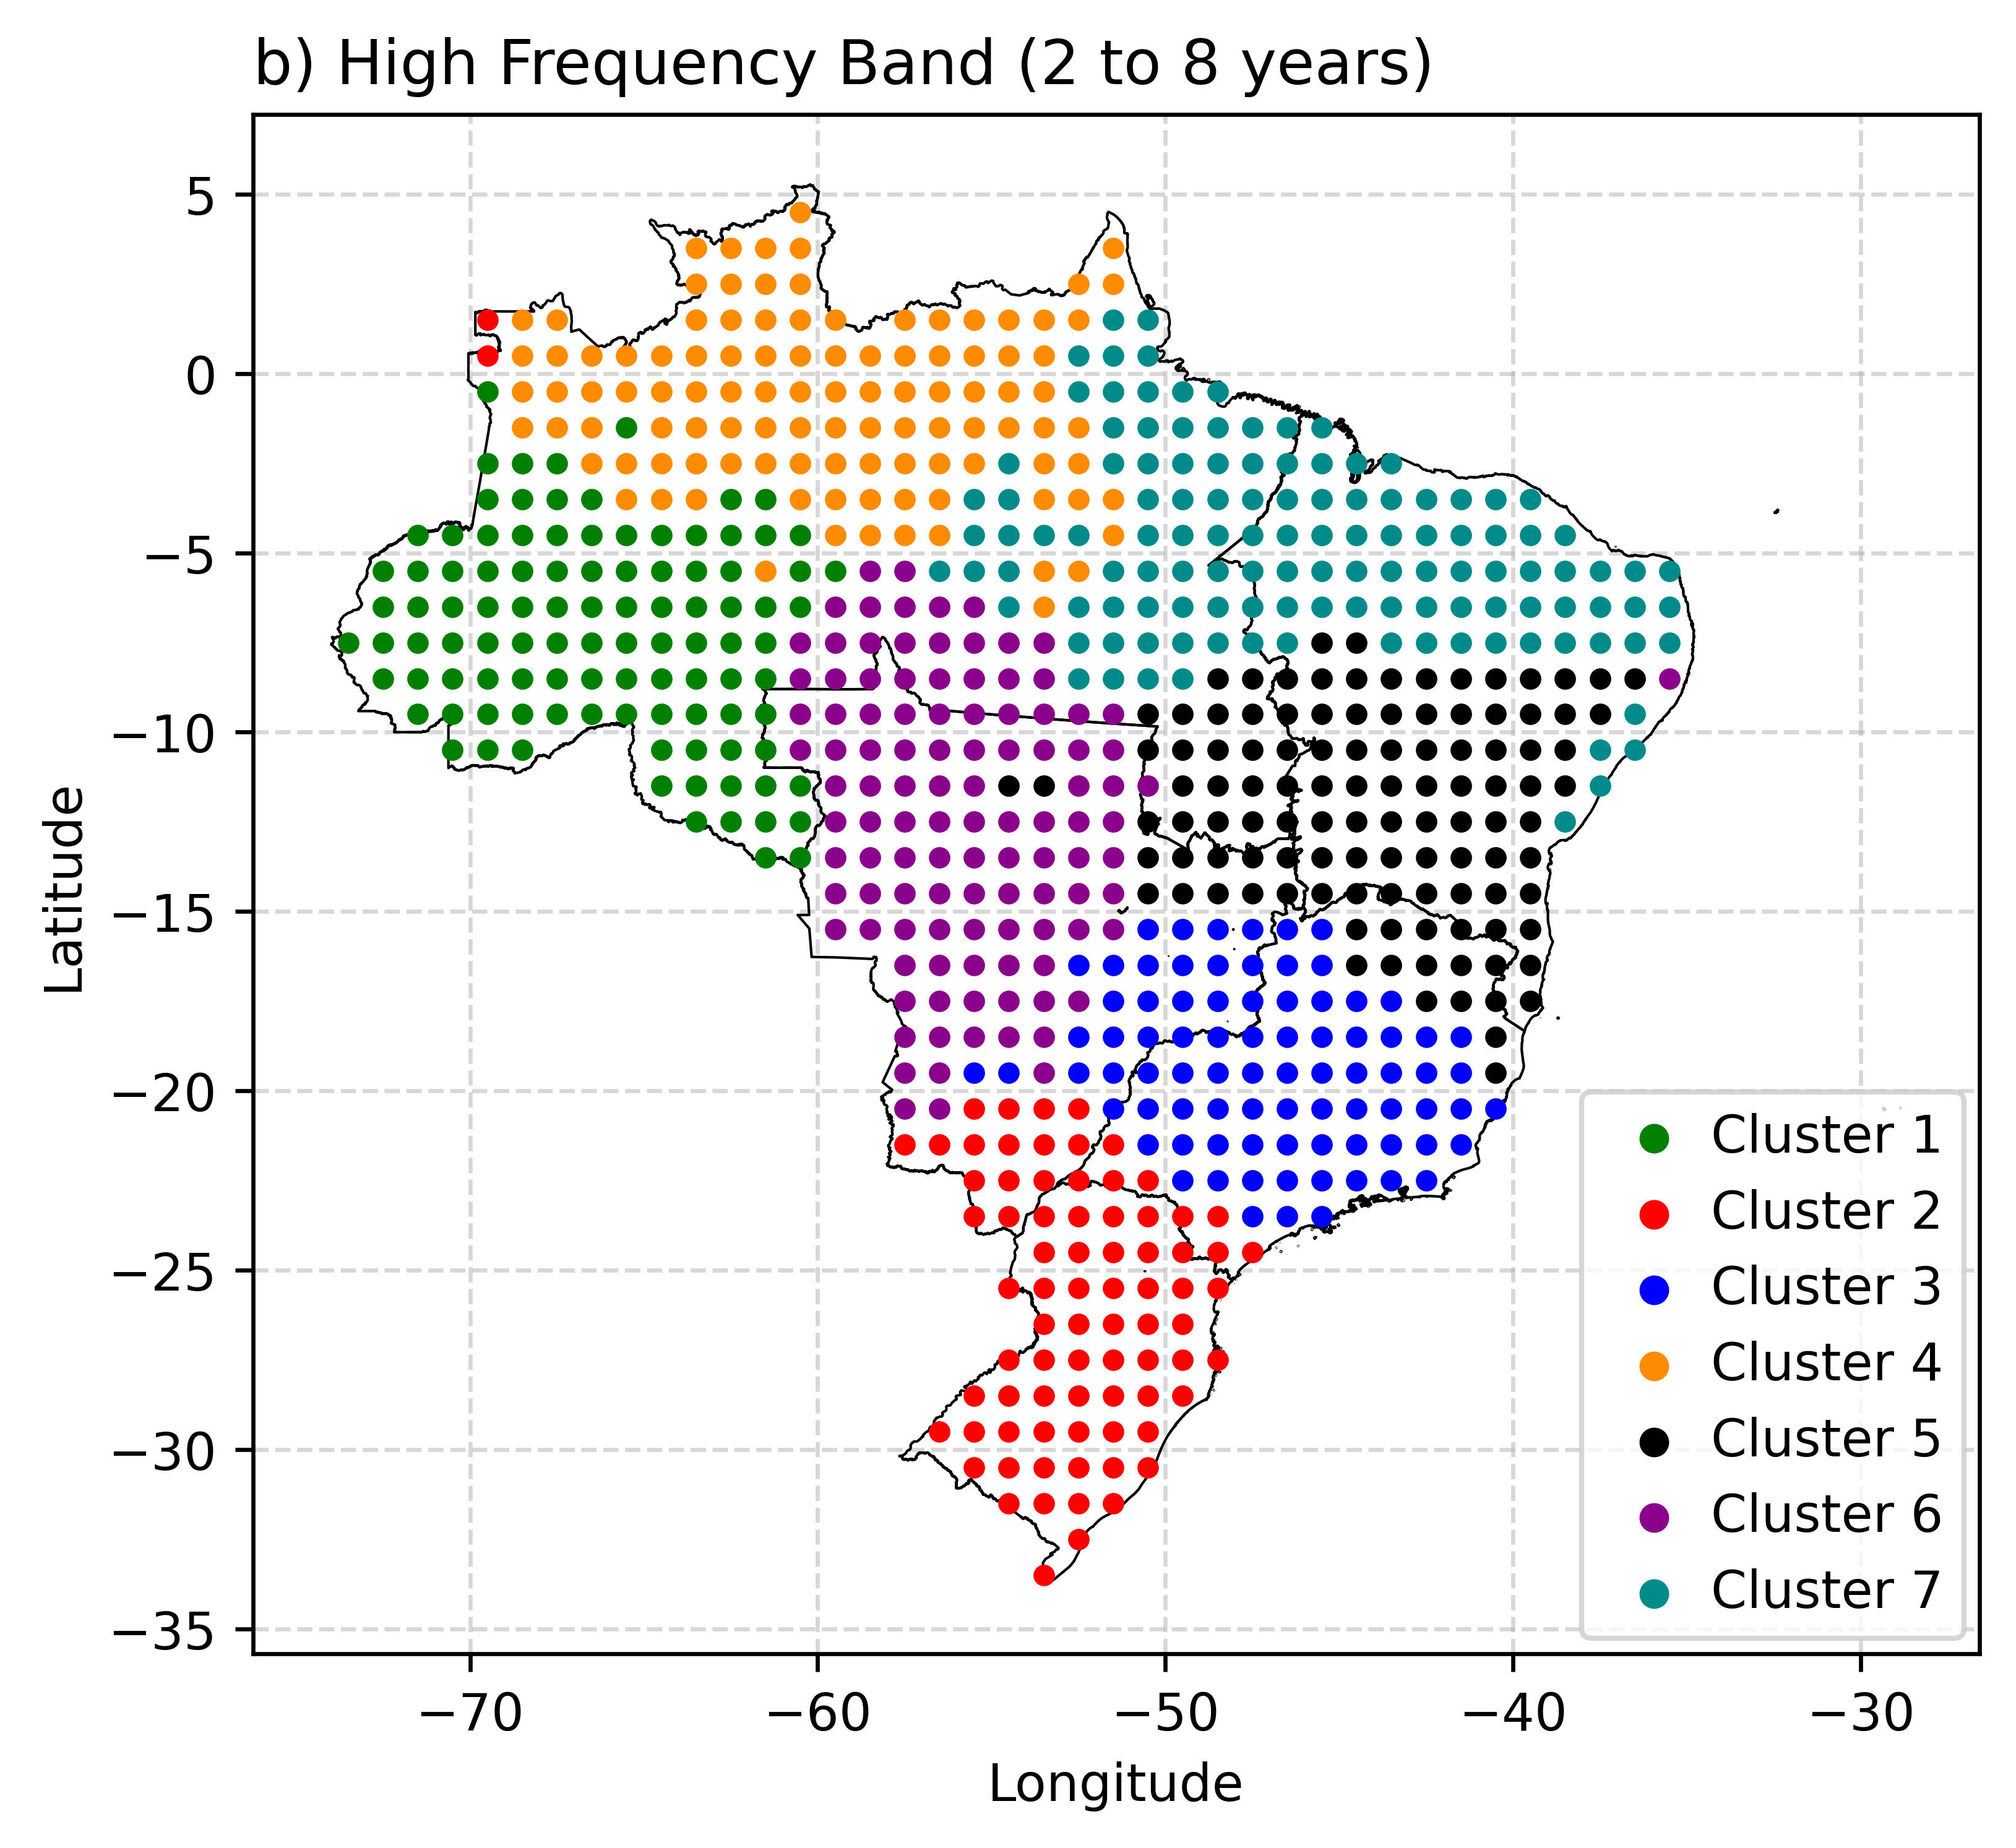 b) High Frequency Band (2 to 8 years)
5
0
−5
−10
−15
−20
−25
−30
−35
Latitude
−70
−60
−50
−40
−30
Longitude
Cluster 1
Cluster 2
Cluster 3
Cluster 4
Cluster 5
Cluster 6
Cluster 7